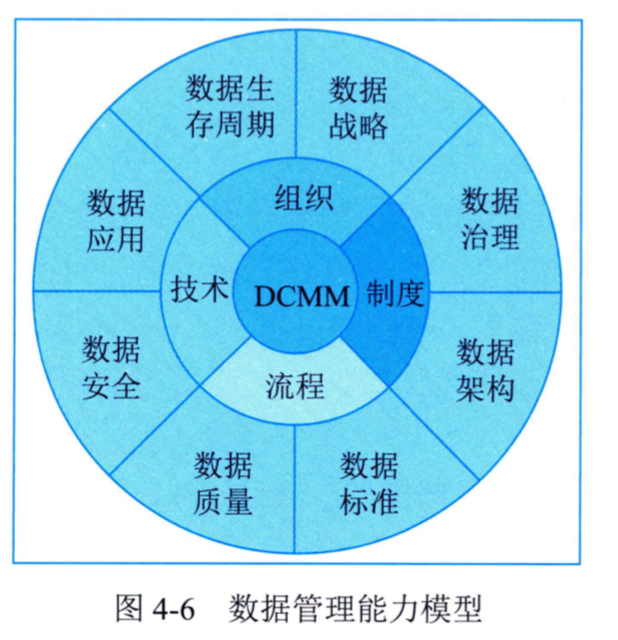 数据生
存周期
数据
战略
数据
治理
数据
架构
数据
标准
数据
质量
数据
安全
数据
应用
组织
制度
流程
技术
DCMM
图 4-6 数据管理能力模型